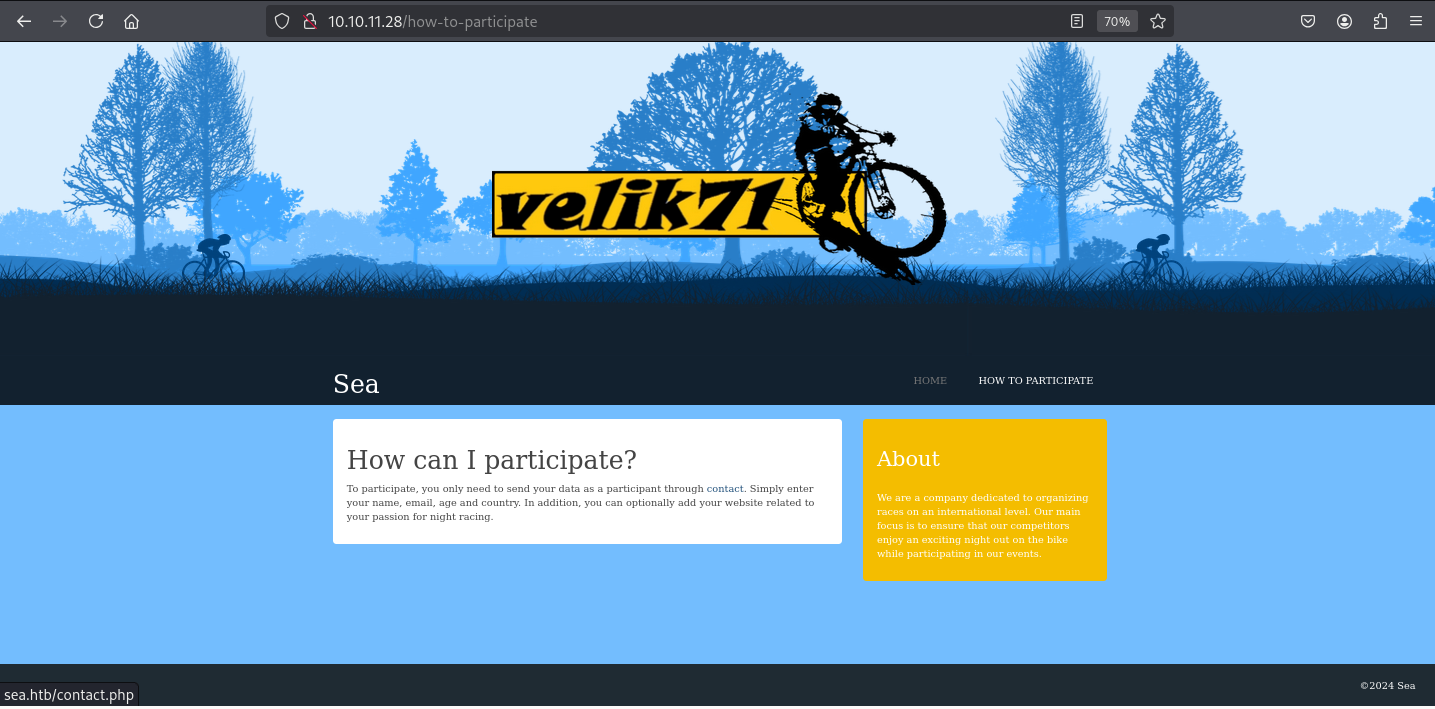 10.10.11.28/how-to-participate
70%
velik71
Sea
HOME
HOW TO PARTICIPATE
How can I participate?
To participate, you only need to send your data as a participant through contact. Simply enter
your name, email, age and country. In addition, you can optionally add your website related to
your passion for night racing.
About
We are a company dedicated to organizing
races on an international level. Our main
focus is to ensure that our competitors
enjoy an exciting night out on the bike
while participating in our events.
sea.htb/contact.php
©2024 Sea